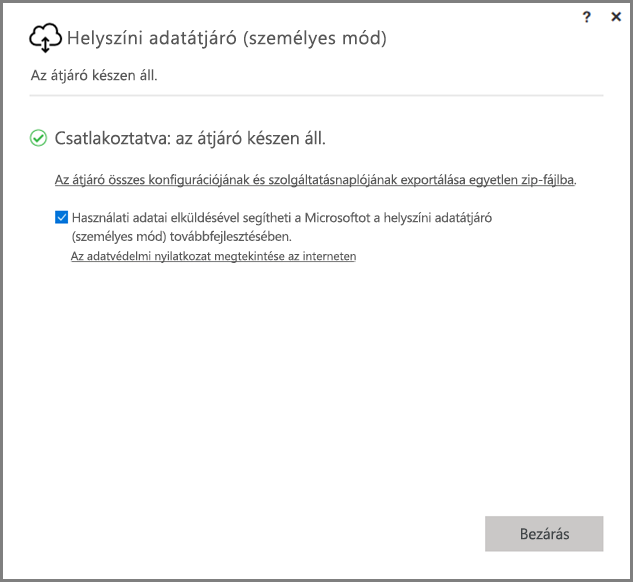 ? ×
Helyszíni adatátjáró (személyes mód)
Az átjáró készen áll.
Csatlakoztatva: az átjáró készen áll.
Az átjáró összes konfigurációjának és szolgáltatásnaplójának exportálása egyetlen zip-fájlba.
Használati adatai elküldésével segítheti a Microsoftot a helyszíni adatátjáró
(személyes mód) továbbfejlesztésében.
Az adatvédelmi nyilatkozat megtekintése az interneten
Bezárás